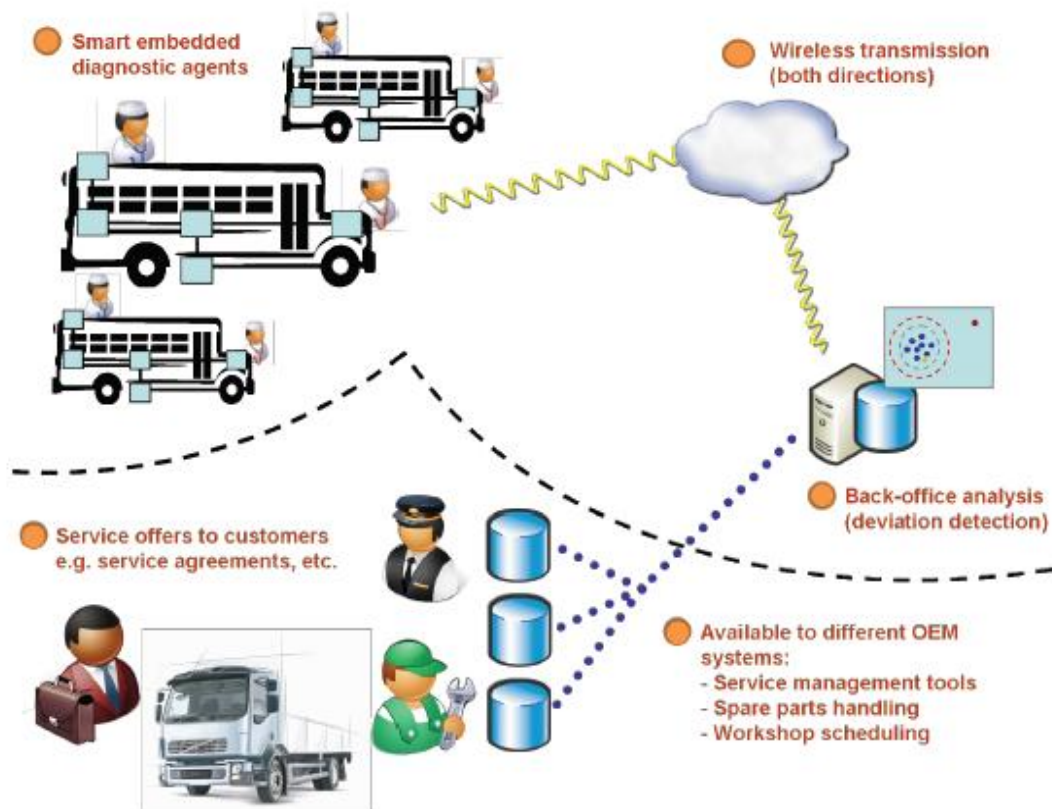 Smart embedded
diagnostic agents
Wireless transmission
(both directions)
Back-office analysis
(deviation detection)
Service offers to customers
e.g. service agreements, etc.
Available to different OEM
systems:
- Service management tools
- Spare parts handling
- Workshop scheduling